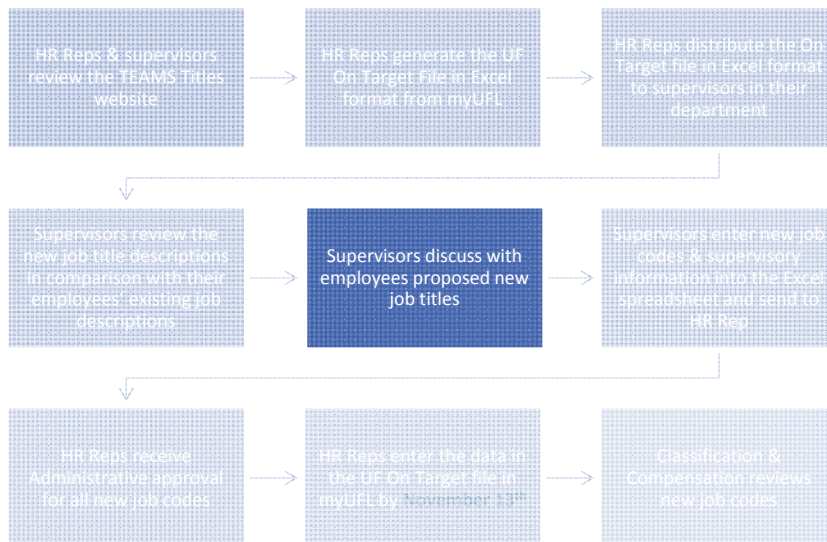 HR Reps & supervisors
review the TEAMS Titles
website
HR Reps generate the UF
On Target File in Excel
format from myUFL
HR Reps distribute the On
Target file in Excel format
to supervisors in their
department
Supervisors review the
new job title descriptions
in comparison with their
employees' existing job
descriptions
Supervisors discuss with
employees proposed new
job titles
Supervisors enter new job
codes & supervisory
information into the Excel
spreadsheet and send to
HR Rep
HR Reps receive
Administrative approval
for all new job codes
HR Reps enter the data in
the UF On Target file in
myUFL by November 13th
Classification &
Compensation reviews
new job codes